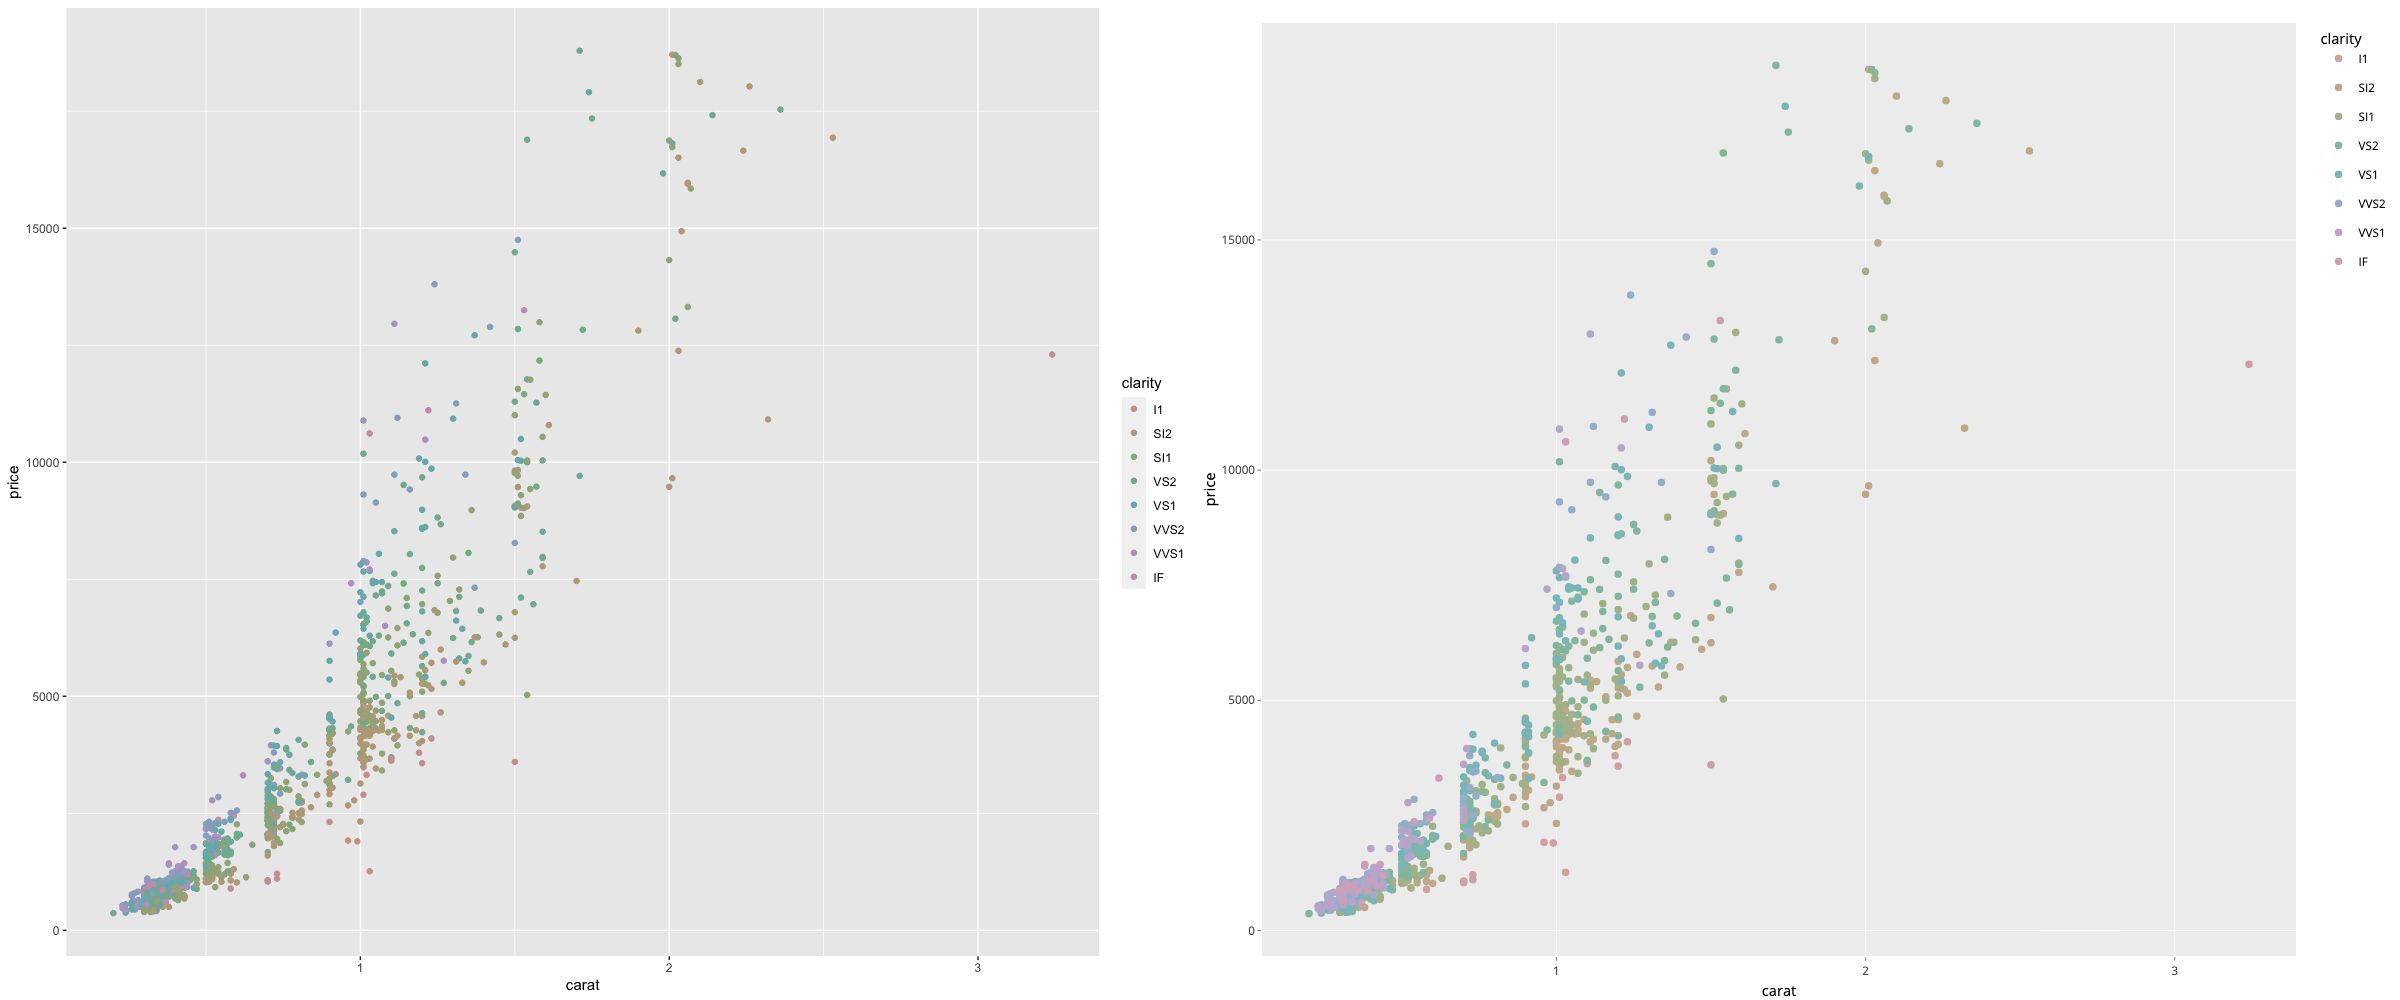 price
15000
10000
5000
0
1
2
3
carat
clarity
I1
SI2
SI1
VS2
VS1
VVS2
VVS1
IF
price
15000
10000
5000
0
1
2
3
carat
clarity
I1
SI2
SI1
VS2
VS1
VVS2
VVS1
IF